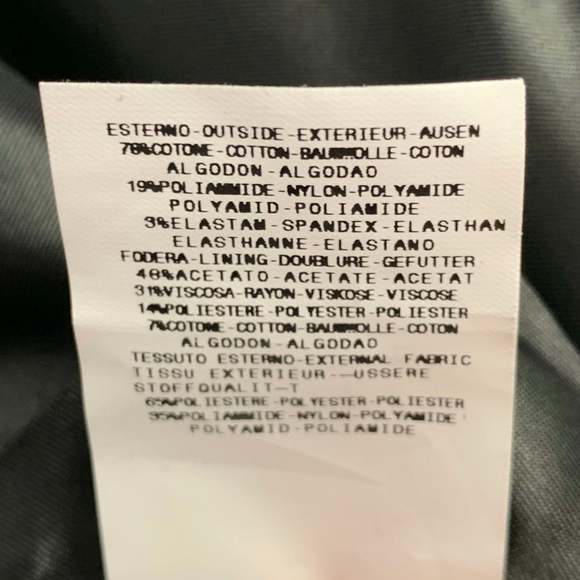 ESTERNO-OUTSIDE-EXTERIEUR-AUSEN
78%COTONE-COTTON-BAUMWOLLE-COTON
ALGODON-ALGODAO
19%POLIAMMIDE-NYLON-POLYAMIDE
POLYAMID-POLIAMIDE
3%ELASTAM-SPANDEX-ELASTHAN
ELASTHANNE-ELASTANO
FODERA-LINING-DOUBLURE-GEFUTTER
48%ACETATO-ACETATE-ACETAT
31%VISCOSA-RAYON-VISKOSE-VISCOSE
14%POLIESTERE-POLYESTER-POLIESTER
7%COTONE-COTTON-BAUMWOLLE-COTON
ALGODON-ALGODAO
TESSUTO ESTERNO-EXTERNAL FABRIC
TISSU EXTERIEUR--USSERE
STOFFQUALIT-T
65%POLIESTERE-POLYESTER-POLIESTER
35%POLIAMMIDE-NYLON-POLYAMIDE
POLYAMID-POLIAMIDE